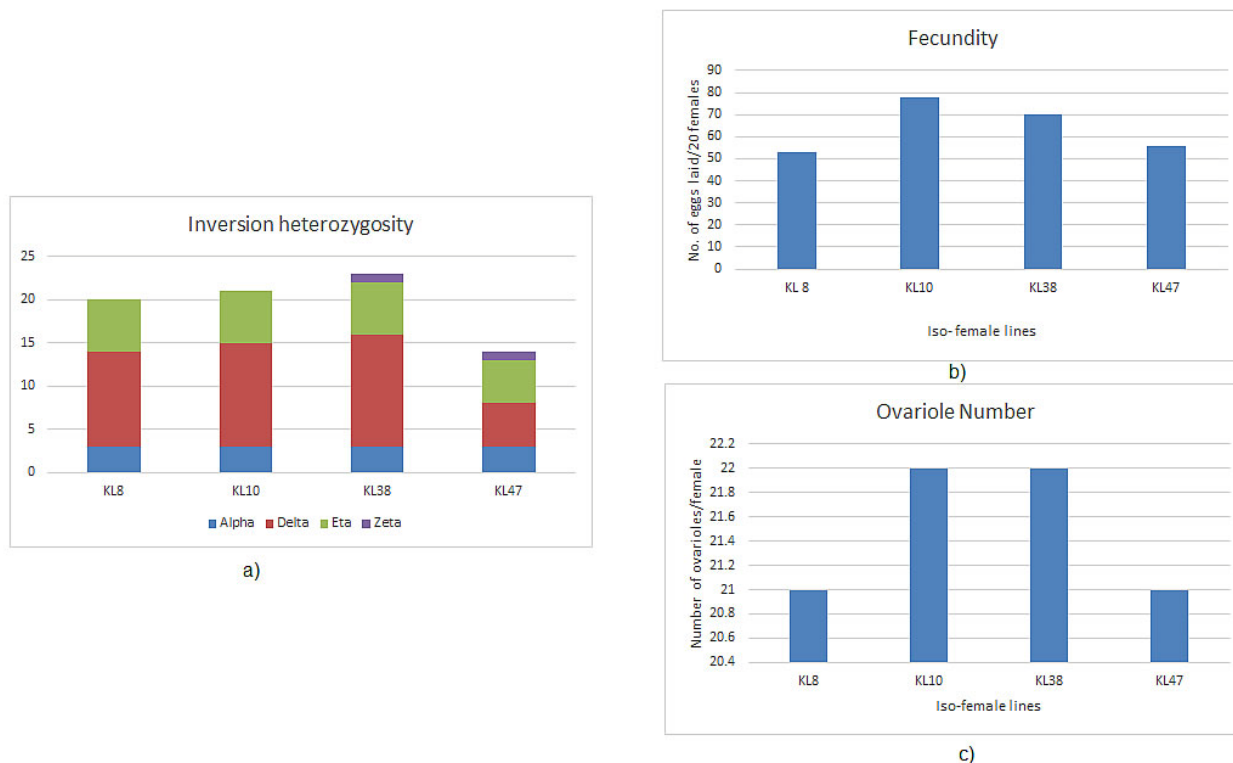 Inversion heterozygosity
25
20
15
10
5
0
KL8 KL10 KL38 KL47
Alpha Delta Eta Zeta
a)
Fecundity
No. of eggs laid/20 females
90
80
70
60
50
40
30
20
10
0
KL 8 KL10 KL38 KL47
Iso-female lines
b)
Ovariole Number
Number of ovarioles/female
22.2
22
21.8
21.6
21.4
21.2
21
20.8
20.6
20.4
KL8 KL10 KL38 KL47
Iso-female lines
c)